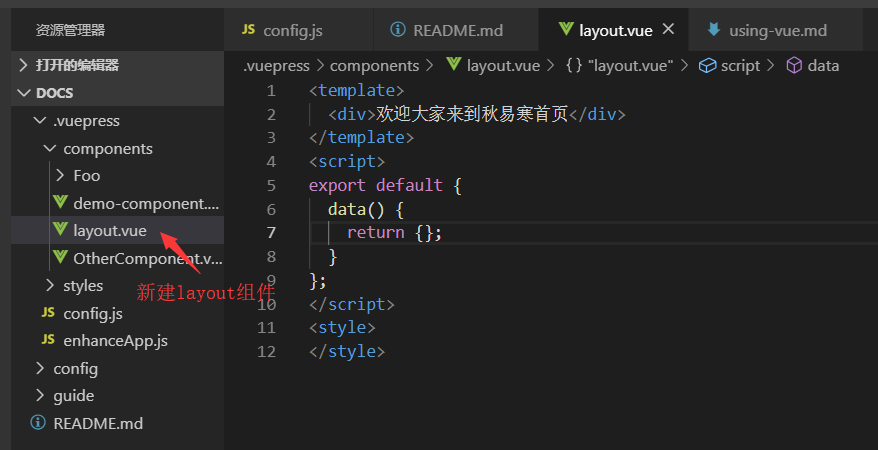 资源管理器
打开的编辑器
DOCS
.vuepress
components
Foo
demo-component....
layout.vue
OtherComponent.v...
新建layout组件
styles
JS config.js
JS enhanceApp.js
config
guide
README.md
JS config.js README.md layout.vue using-vue.md
.vuepress > components > layout.vue > {} "layout.vue" > script > data
1 <template>
2 <div>欢迎大家来到秋易寒首页</div>
3 </template>
4 <script>
5 export default {
6 data() {
7 return {};
8 }
9 };
10 </script>
11 <style>
12 </style>